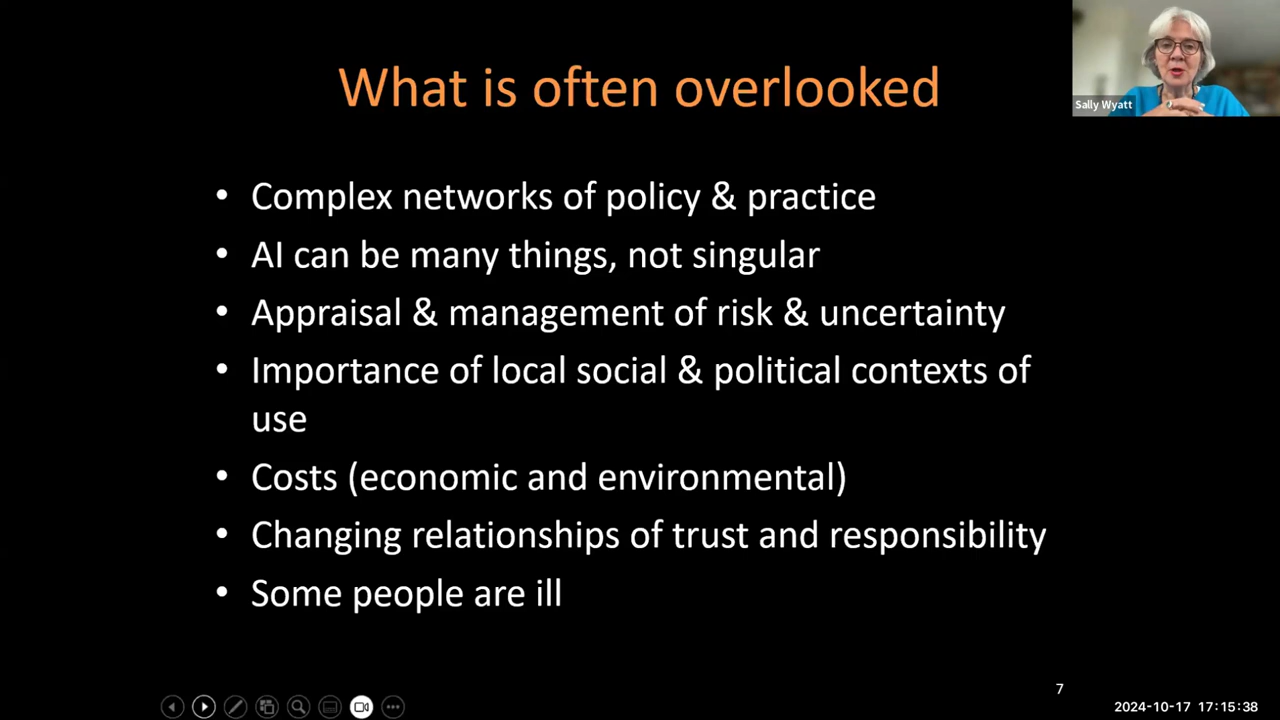 What is often overlooked
Sally Wyatt
• Complex networks of policy & practice
• AI can be many things, not singular
• Appraisal & management of risk & uncertainty
• Importance of local social & political contexts of
use
• Costs (economic and environmental)
• Changing relationships of trust and responsibility
• Some people are ill
7
2024-10-17 17:15:38